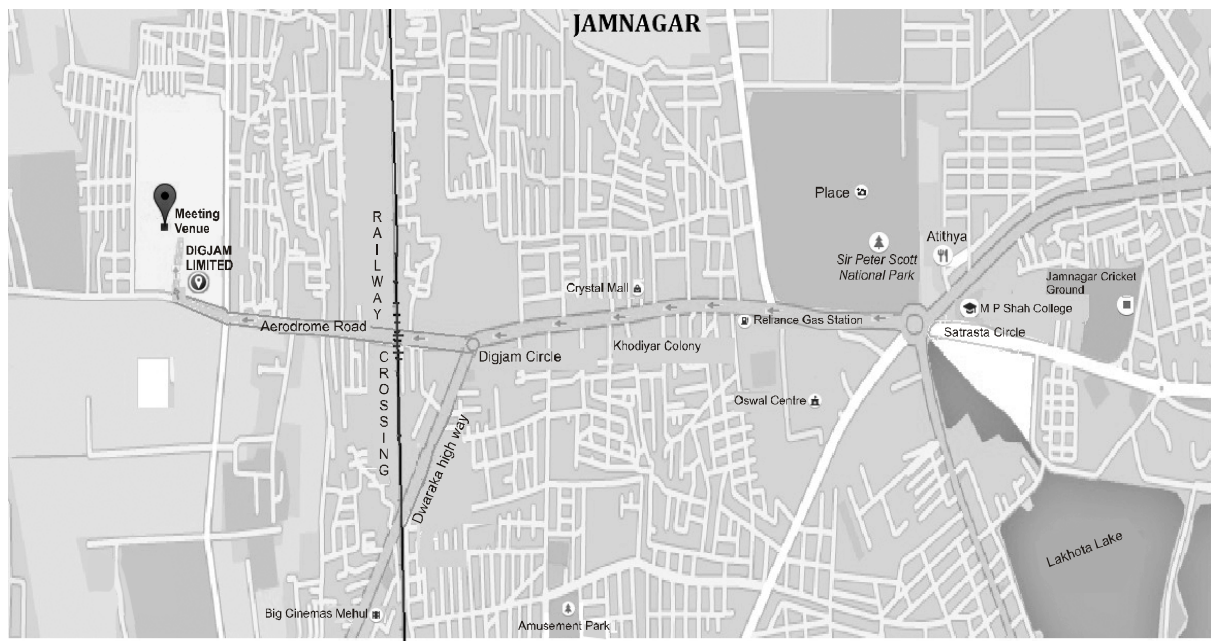 JAMNAGAR
Place
Meeting
Venue
RAILWAY
Atithya
DIGJAM
LIMITED
Sir Peter Scott
National Park
Jamnagar Cricket
Ground
Crystal Mall
M P Shah College
Aerodrome Road
Reliance Gas Station
Satrasta Circle
Khodiyar Colony
Digjam Circle
CROSSING
Oswal Centre
Dwaraka high way
Lakhota Lake
Big Cinemas Mehul
Amusement Park